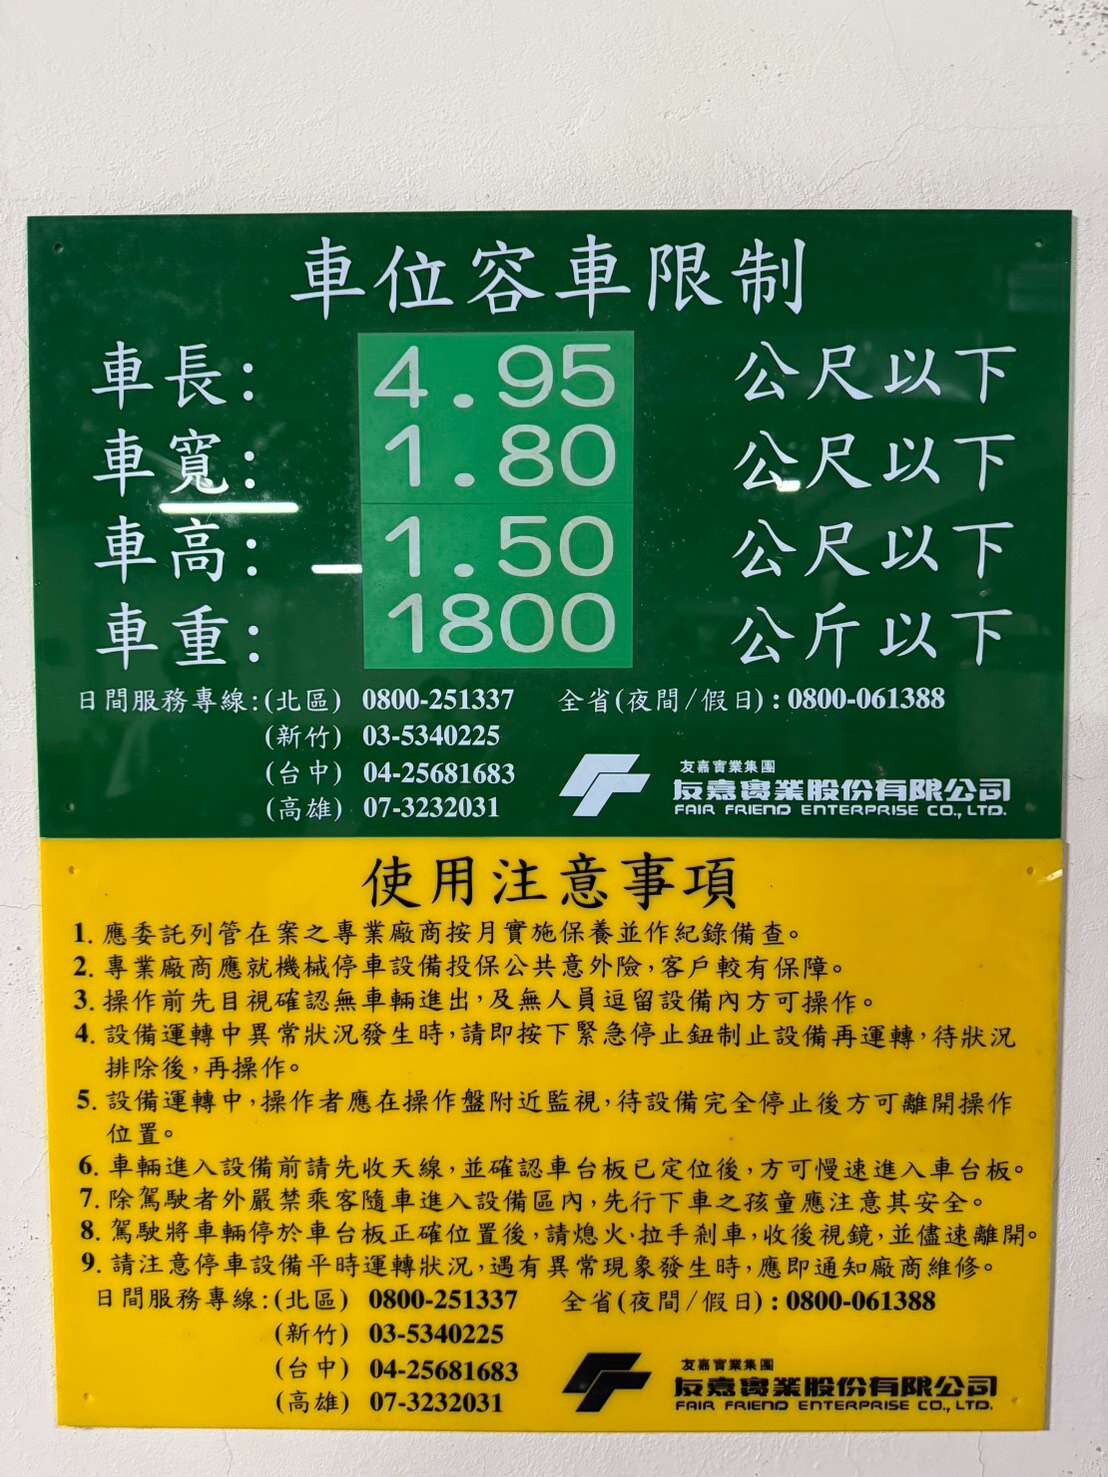 車位容車限制
車長: 4.95 公尺以下
車寬: 1.80 公尺以下
車高: 1.50 公尺以下
車重: 1800 公斤以下
日間服務專線:(北區) 0800-251337 全省(夜間/假日):0800-061388
(新竹) 03-5340225
(台中) 04-25681683
(高雄) 07-3232031
友嘉實業集團
友嘉實業股份有限公司
FAIR FRIEND ENTERPRISE CO., LTD.
使用注意事項
1. 應委託列管在案之專業廠商按月實施保養並作紀錄備查。
2. 專業廠商應就機械停車設備投保公共意外險,客戶較有保障。
3. 操作前先目視確認無車輛進出,及無人員逗留設備內方可操作。
4. 設備運轉中異常狀況發生時,請即按下緊急停止鈕制止設備再運轉,待狀況
排除後,再操作。
5. 設備運轉中,操作者應在操作盤附近監視,待設備完全停止後方可離開操作
位置。
6. 車輛進入設備前請先收天線,並確認車台板已定位後,方可慢速進入車台板。
7. 除駕駛者外嚴禁乘客隨車進入設備區內,先行下車之孩童應注意其安全。
8. 駕駛將車輛停於車台板正確位置後,請熄火、拉手剎車,收後視鏡,並儘速離開。
9. 請注意停車設備平時運轉狀況,遇有異常現象發生時,應即通知廠商維修。
日間服務專線:(北區) 0800-251337 全省(夜間/假日):0800-061388
(新竹) 03-5340225
(台中) 04-25681683
(高雄) 07-3232031
友嘉實業集團
友嘉實業股份有限公司
FAIR FRIEND ENTERPRISE CO., LTD.